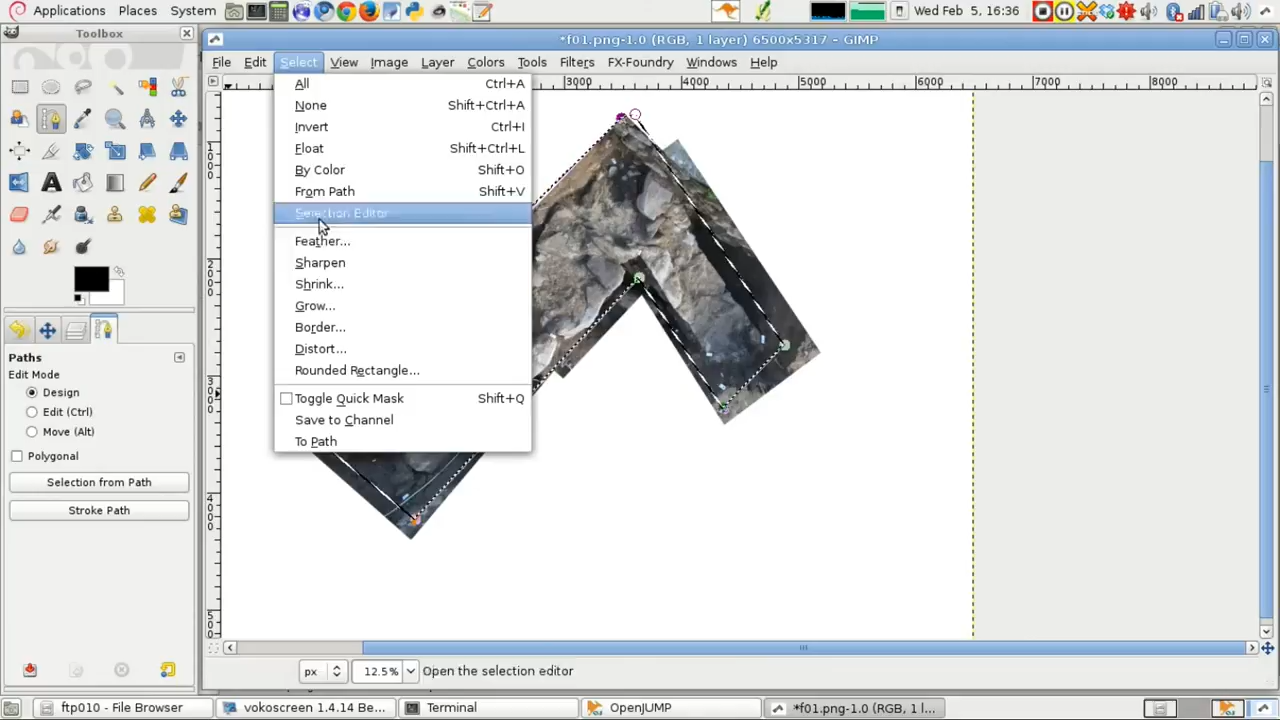 Applications Places System
Wed Feb 5, 16:36
Toolbox
*f01.png-1.0 (RGB, 1 layer) 6500x5317 – GIMP
File Edit Select View Image Layer Colors Tools Filters FX-Foundry Windows Help
3000 4000 5000 6000 7000 8000
All Ctrl+A
None Shift+Ctrl+A
Invert Ctrl+I
Float Shift+Ctrl+L
By Color Shift+O
From Path Shift+V
Selection Editor
Feather...
Sharpen
Shrink...
Grow...
Border...
Distort...
Rounded Rectangle...
Toggle Quick Mask Shift+Q
Save to Channel
To Path
1000
2000
3000
4000
Paths
Edit Mode
Design
Edit (Ctrl)
Move (Alt)
Polygonal
Selection from Path
Stroke Path
px 12.5% Open the selection editor
ftp010 - File Browser
vokoscreen 1.4.14 Be...
Terminal
OpenJUMP
*f01.png-1.0 (RGB, 1 l...